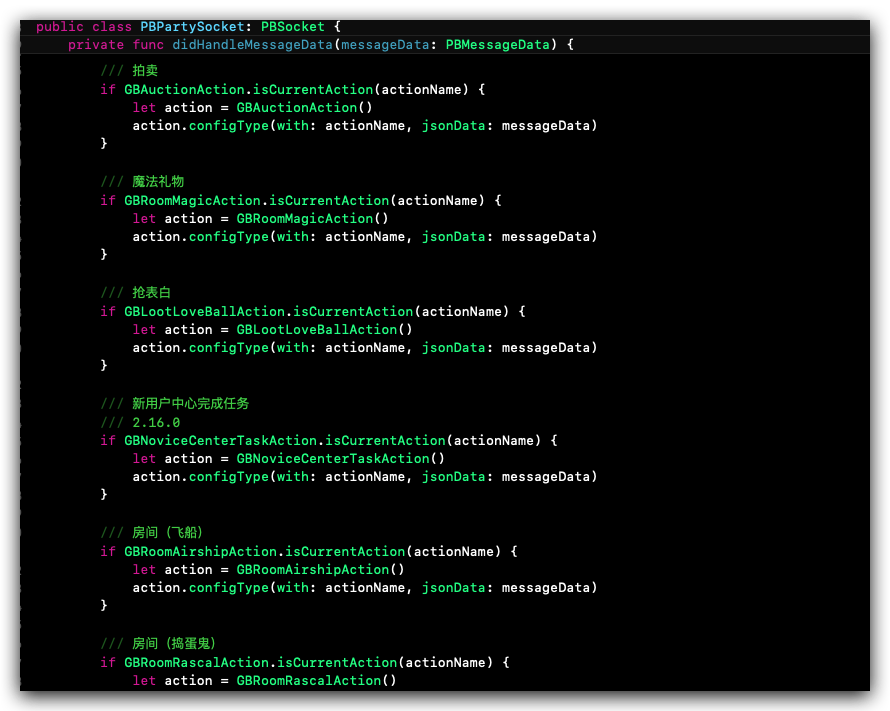 public class PBPartySocket: PBSocket {
private func didHandleMessageData(messageData: PBMessageData) {
/// 拍卖
if GBAuctionAction.isCurrentAction(actionName) {
let action = GBAuctionAction()
action.configType(with: actionName, jsonData: messageData)
}
/// 魔法礼物
if GBRoomMagicAction.isCurrentAction(actionName) {
let action = GBRoomMagicAction()
action.configType(with: actionName, jsonData: messageData)
}
/// 抢表白
if GBLootLoveBallAction.isCurrentAction(actionName) {
let action = GBLootLoveBallAction()
action.configType(with: actionName, jsonData: messageData)
}
/// 新用户中心完成任务
/// 2.16.0
if GBNoviceCenterTaskAction.isCurrentAction(actionName) {
let action = GBNoviceCenterTaskAction()
action.configType(with: actionName, jsonData: messageData)
}
/// 房间（飞船）
if GBRoomAirshipAction.isCurrentAction(actionName) {
let action = GBRoomAirshipAction()
action.configType(with: actionName, jsonData: messageData)
}
/// 房间（捣蛋鬼）
if GBRoomRascalAction.isCurrentAction(actionName) {
let action = GBRoomRascalAction()